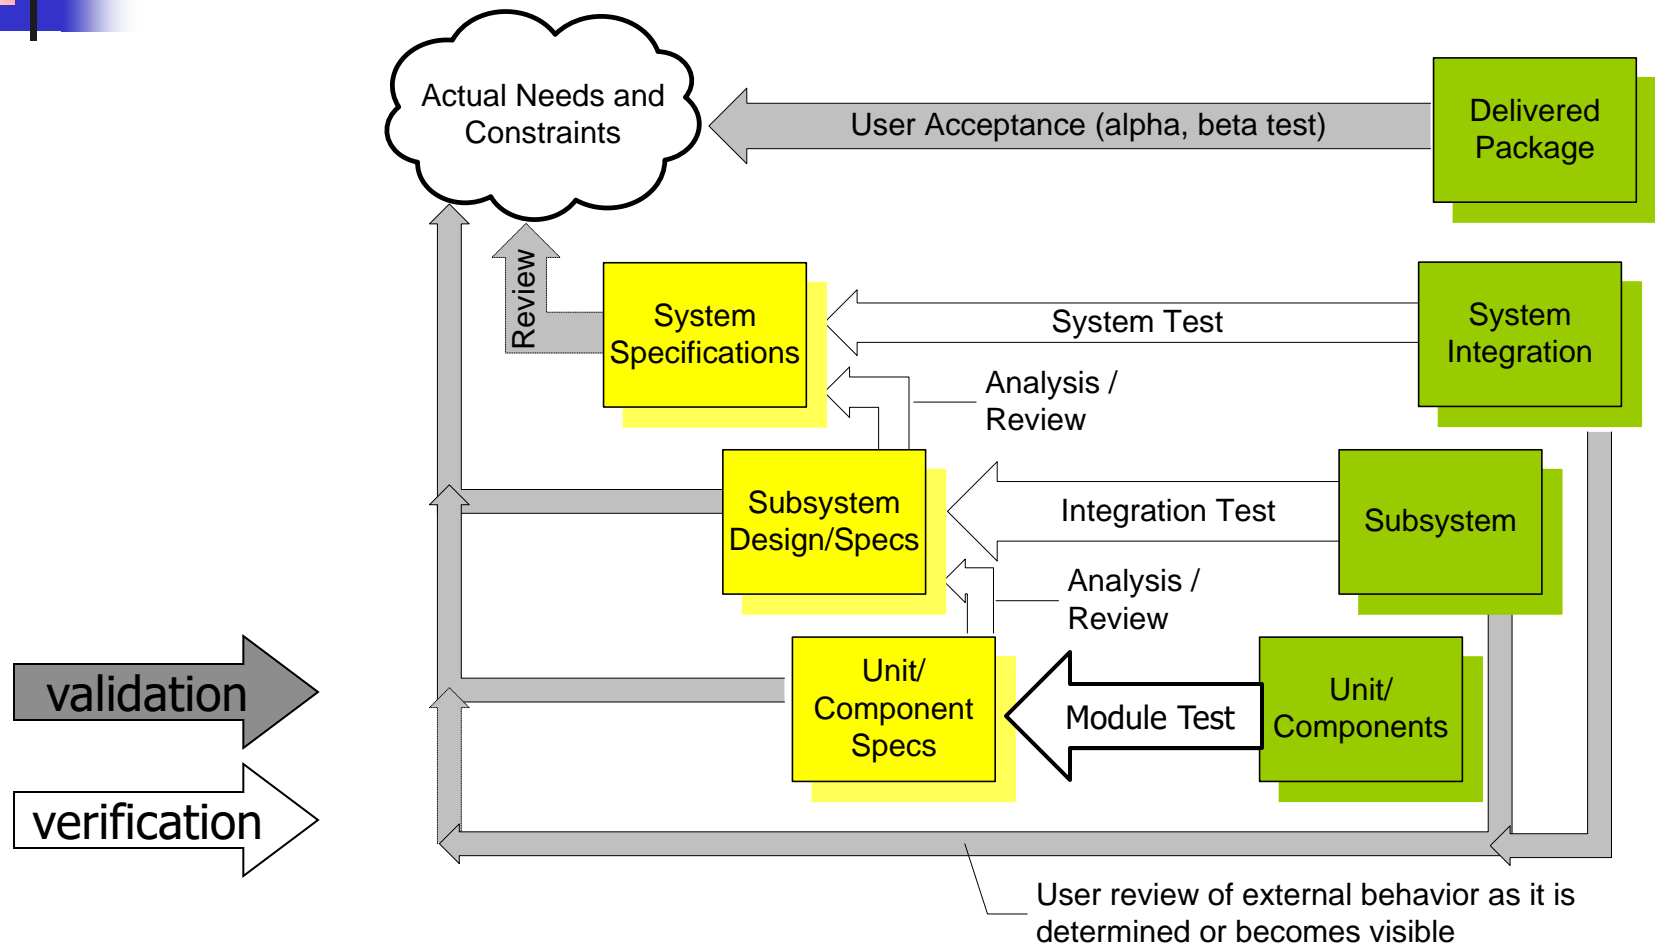 Actual Needs and
Constraints
User Acceptance (alpha, beta test)
Delivered
Package
Review
System
Specifications
System Test
System
Integration
Analysis /
Review
Subsystem
Design/Specs
Integration Test
Subsystem
Analysis /
Review
validation
Unit/
Component
Specs
Module Test
Unit/
Components
verification
User review of external behavior as it is
determined or becomes visible